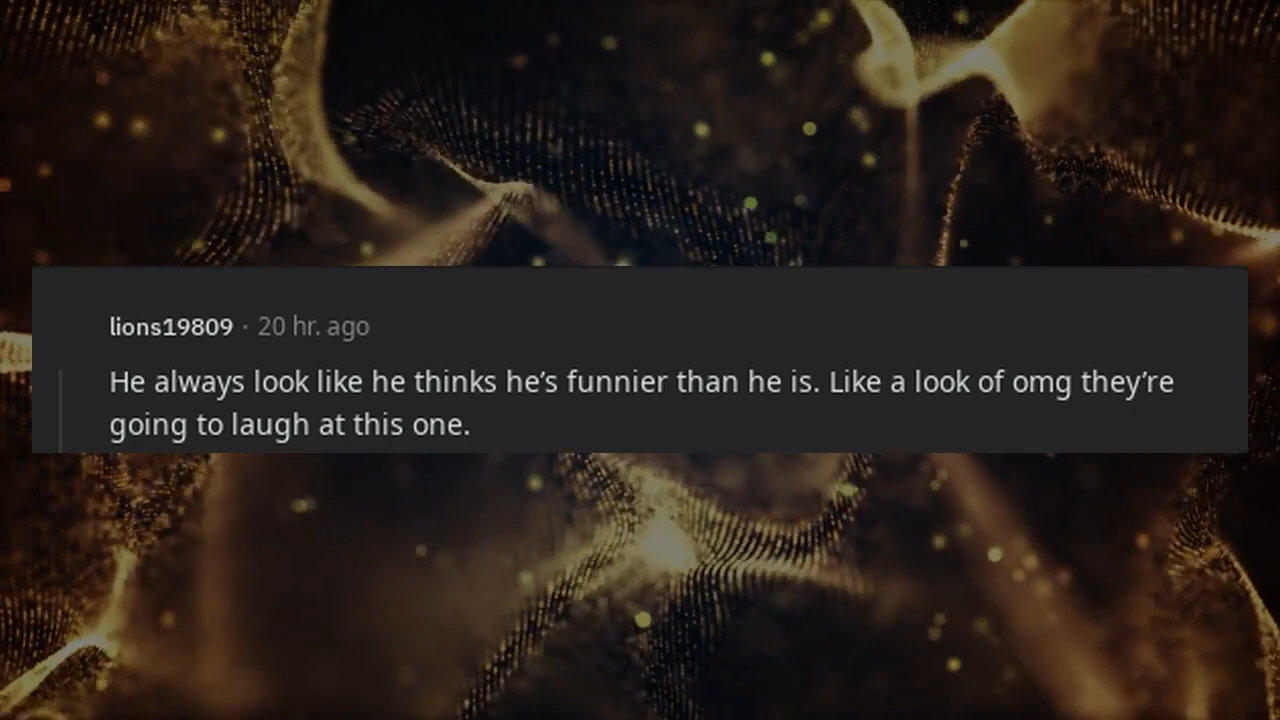 lions19809 · 20 hr. ago
He always look like he thinks he’s funnier than he is. Like a look of omg they’re
going to laugh at this one.